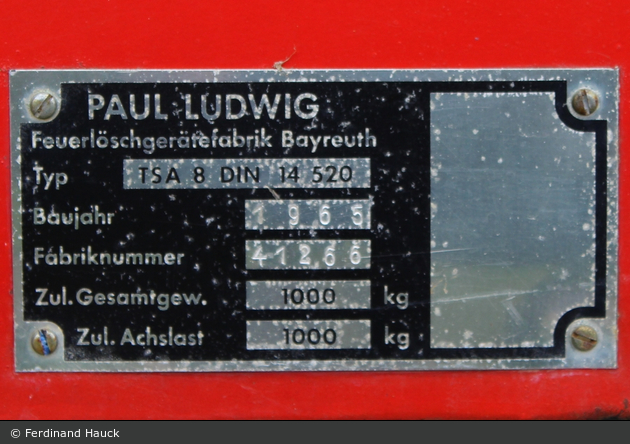 PAUL LUDWIG
Feuerlöschgerätefabrik Bayreuth
Typ TSA 8 DIN 14 520
Baujahr 1965
Fabriknummer 41266
Zul. Gesamtgew. 1000 kg
Zul. Achslast 1000 kg
© Ferdinand Hauck